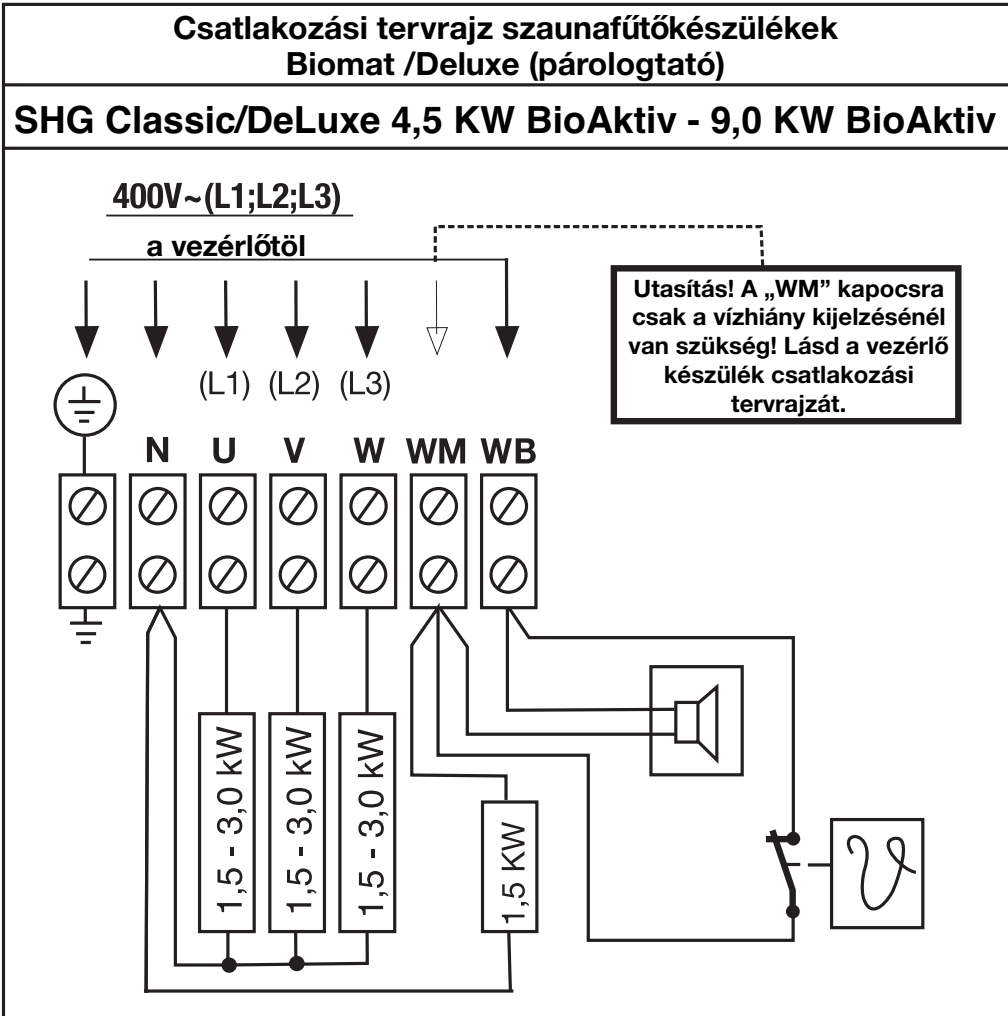 Csatlakozási tervrajz szaunafűtőkészülékek
Biomat /Deluxe (párologtató)
SHG Classic/DeLuxe 4,5 KW BioAktiv - 9,0 KW BioAktiv
400V~(L1;L2;L3)
a vezérlőtöl
Utasítás! A „WM” kapocsra
csak a vízhiány kijelzésénél
van szükség! Lásd a vezérlő
készülék csatlakozási
tervrajzát.
(L1) (L2) (L3)
N U V W WM WB
1,5 - 3,0 kW
1,5 - 3,0 kW
1,5 - 3,0 kW
1,5 KW